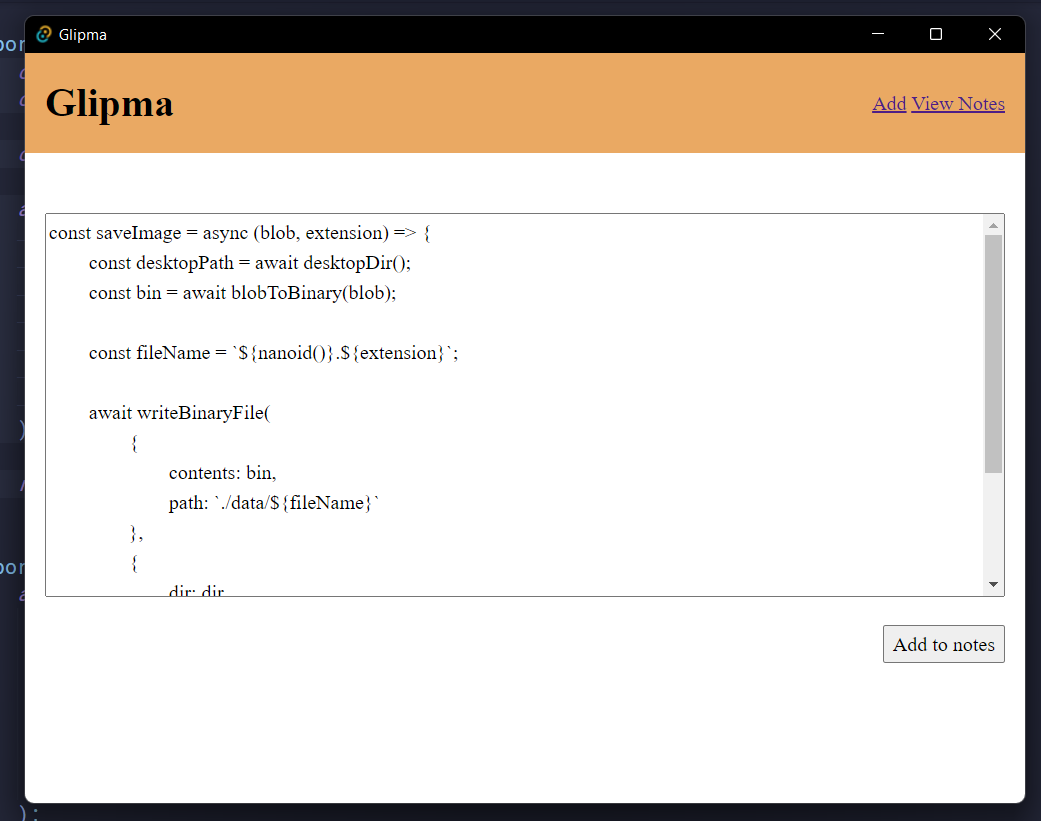 Glipma
Glipma
Add View Notes
const saveImage = async (blob, extension) => {
const desktopPath = await desktopDir();
const bin = await blobToBinary(blob);
const fileName = `${nanoid()}.${extension}`;
await writeBinaryFile(
{
contents: bin,
path: `./data/${fileName}`
},
{
dir: dir
Add to notes
);